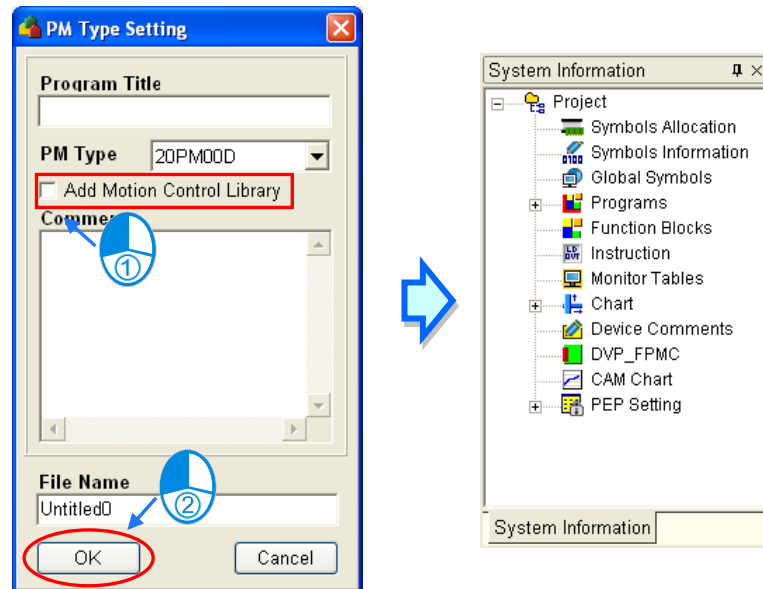 PM Type Setting
Program Title
PM Type
20PM00D
Add Motion Control Library
①
File Name
Untitled0
②
OK
Cancel
System Information
Project
Symbols Allocation
Symbols Information
Global Symbols
Programs
Function Blocks
Instruction
Monitor Tables
Chart
Device Comments
DVP_FPMC
CAM Chart
PEP Setting
System Information